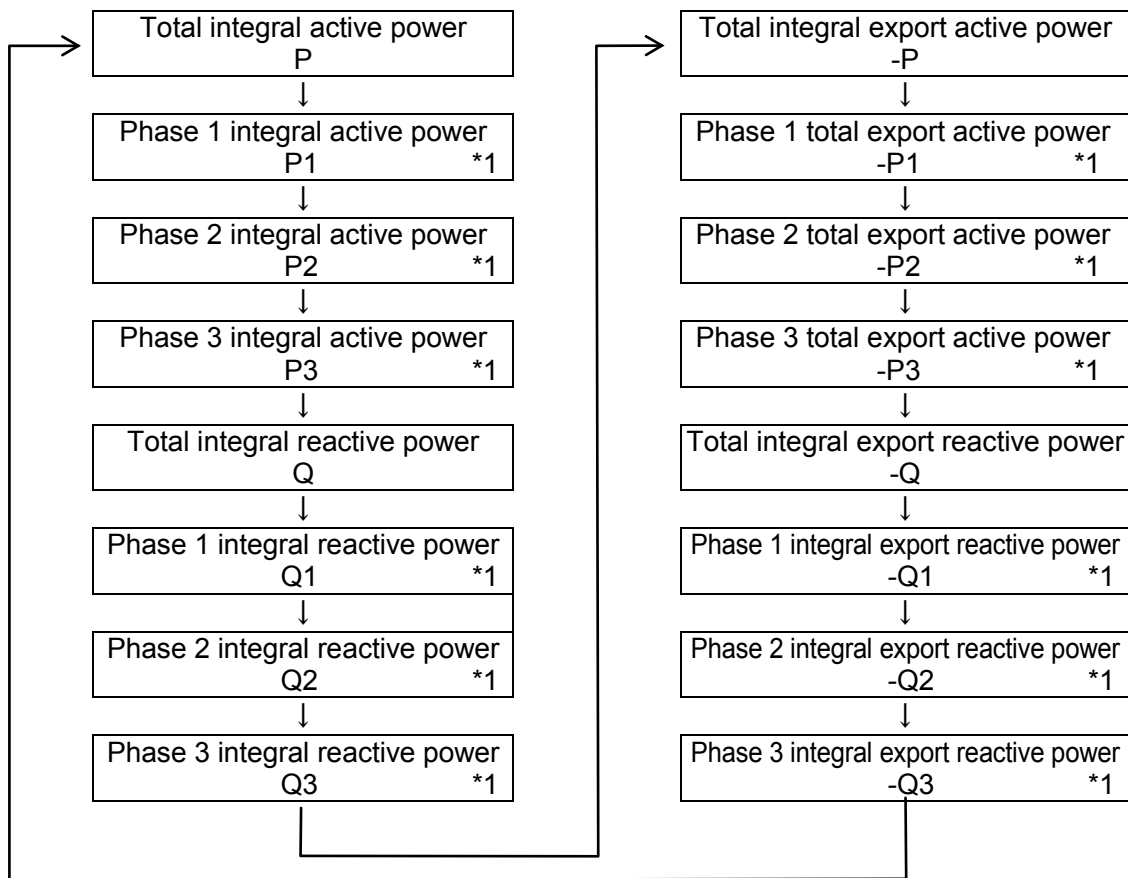 Total integral active power
P
↓
Phase 1 integral active power
P1 *1
↓
Phase 2 integral active power
P2 *1
↓
Phase 3 integral active power
P3 *1
↓
Total integral reactive power
Q
↓
Phase 1 integral reactive power
Q1 *1
↓
Phase 2 integral reactive power
Q2 *1
↓
Phase 3 integral reactive power
Q3 *1
Total integral export active power
-P
↓
Phase 1 total export active power
-P1 *1
↓
Phase 2 total export active power
-P2 *1
↓
Phase 3 total export active power
-P3 *1
↓
Total integral export reactive power
-Q
↓
Phase 1 integral export reactive power
-Q1 *1
↓
Phase 2 integral export reactive power
-Q2 *1
↓
Phase 3 integral export reactive power
-Q3 *1